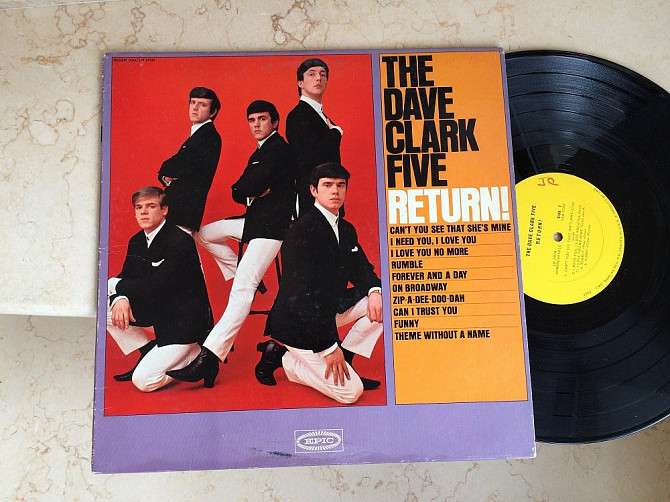 THE
DAVE
CLARK
FIVE
RETURN!
CAN'T YOU SEE THAT SHE'S MINE
I NEED YOU, I LOVE YOU
I LOVE YOU NO MORE
RUMBLE
FOREVER AND A DAY
ON BROADWAY
ZIP-A-DEE-DOO-DAH
CAN I TRUST YOU
FUNNY
THEME WITHOUT A NAME
EPIC
THE DAVE CLARK FIVE
RETURN!